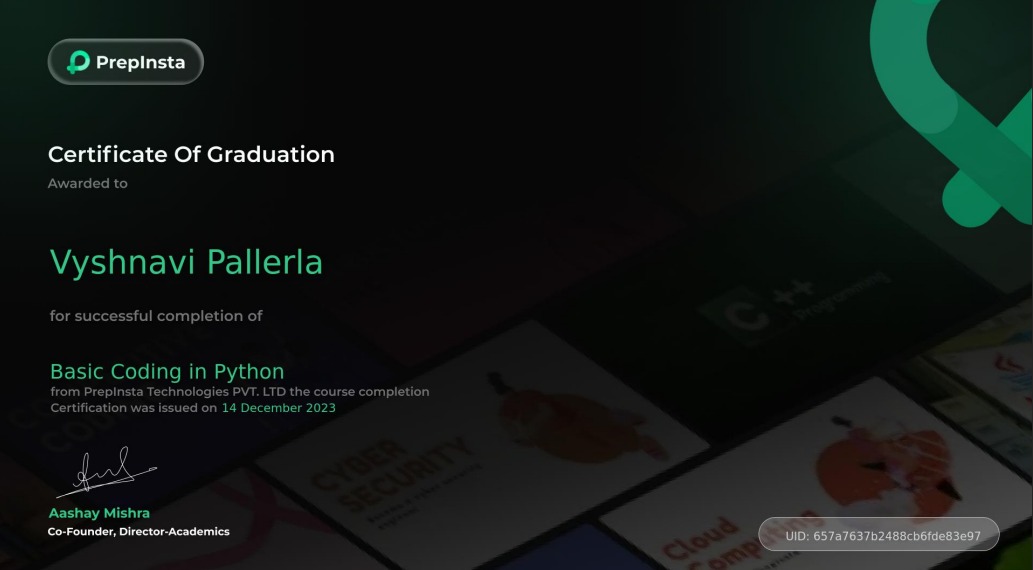 PrepInsta
Certificate Of Graduation
Awarded to
Vyshnavi Pallerla
for successful completion of
Basic Coding in Python
from PrepInsta Technologies PVT. LTD the course completion
Certification was issued on 14 December 2023
Aashay Mishra
Co-Founder, Director-Academics
C ++
Programming
CYBER
SECURITY
Cloud
Computing
UID: 657a7637b2488cb6fde83e97